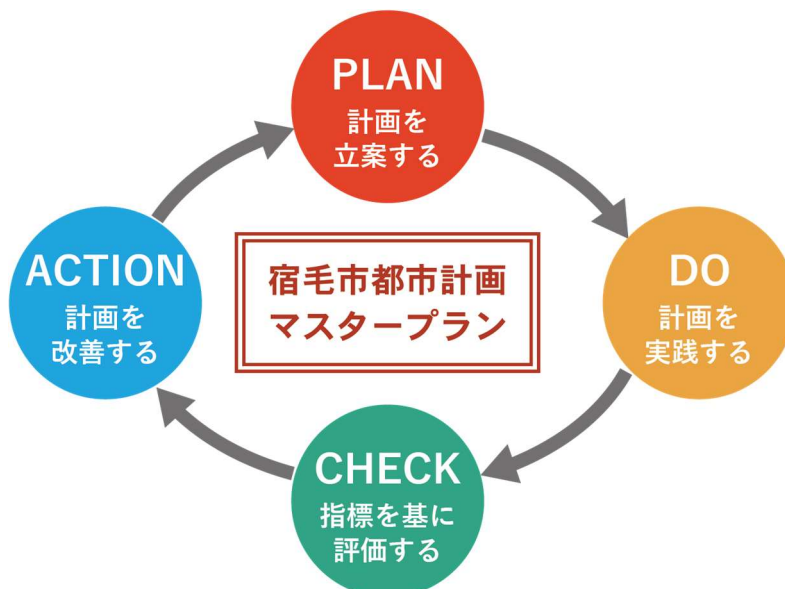 PLAN
計画を
立案する
DO
計画を
実践する
CHECK
指標を基に
評価する
ACTION
計画を
改善する
宿毛市都市計画
マスタープラン